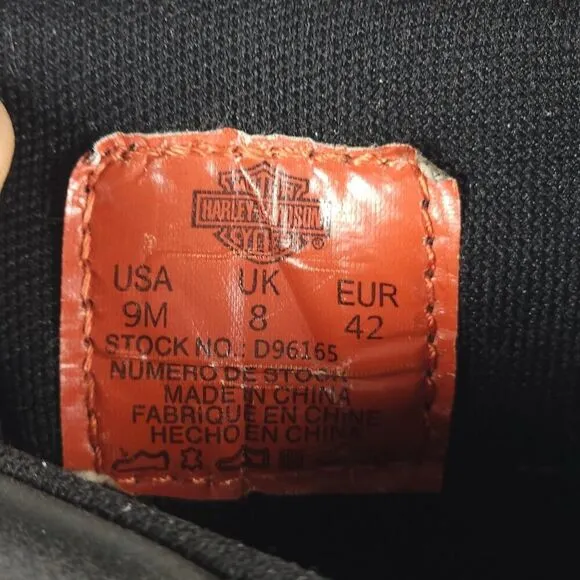 HARLEY-DAVIDSON
®
USA UK EUR
9M 8 42
STOCK NO.: D96165
NUMERO DE STOCK
MADE IN CHINA
FABRIQUE EN CHINE
HECHO EN CHINA